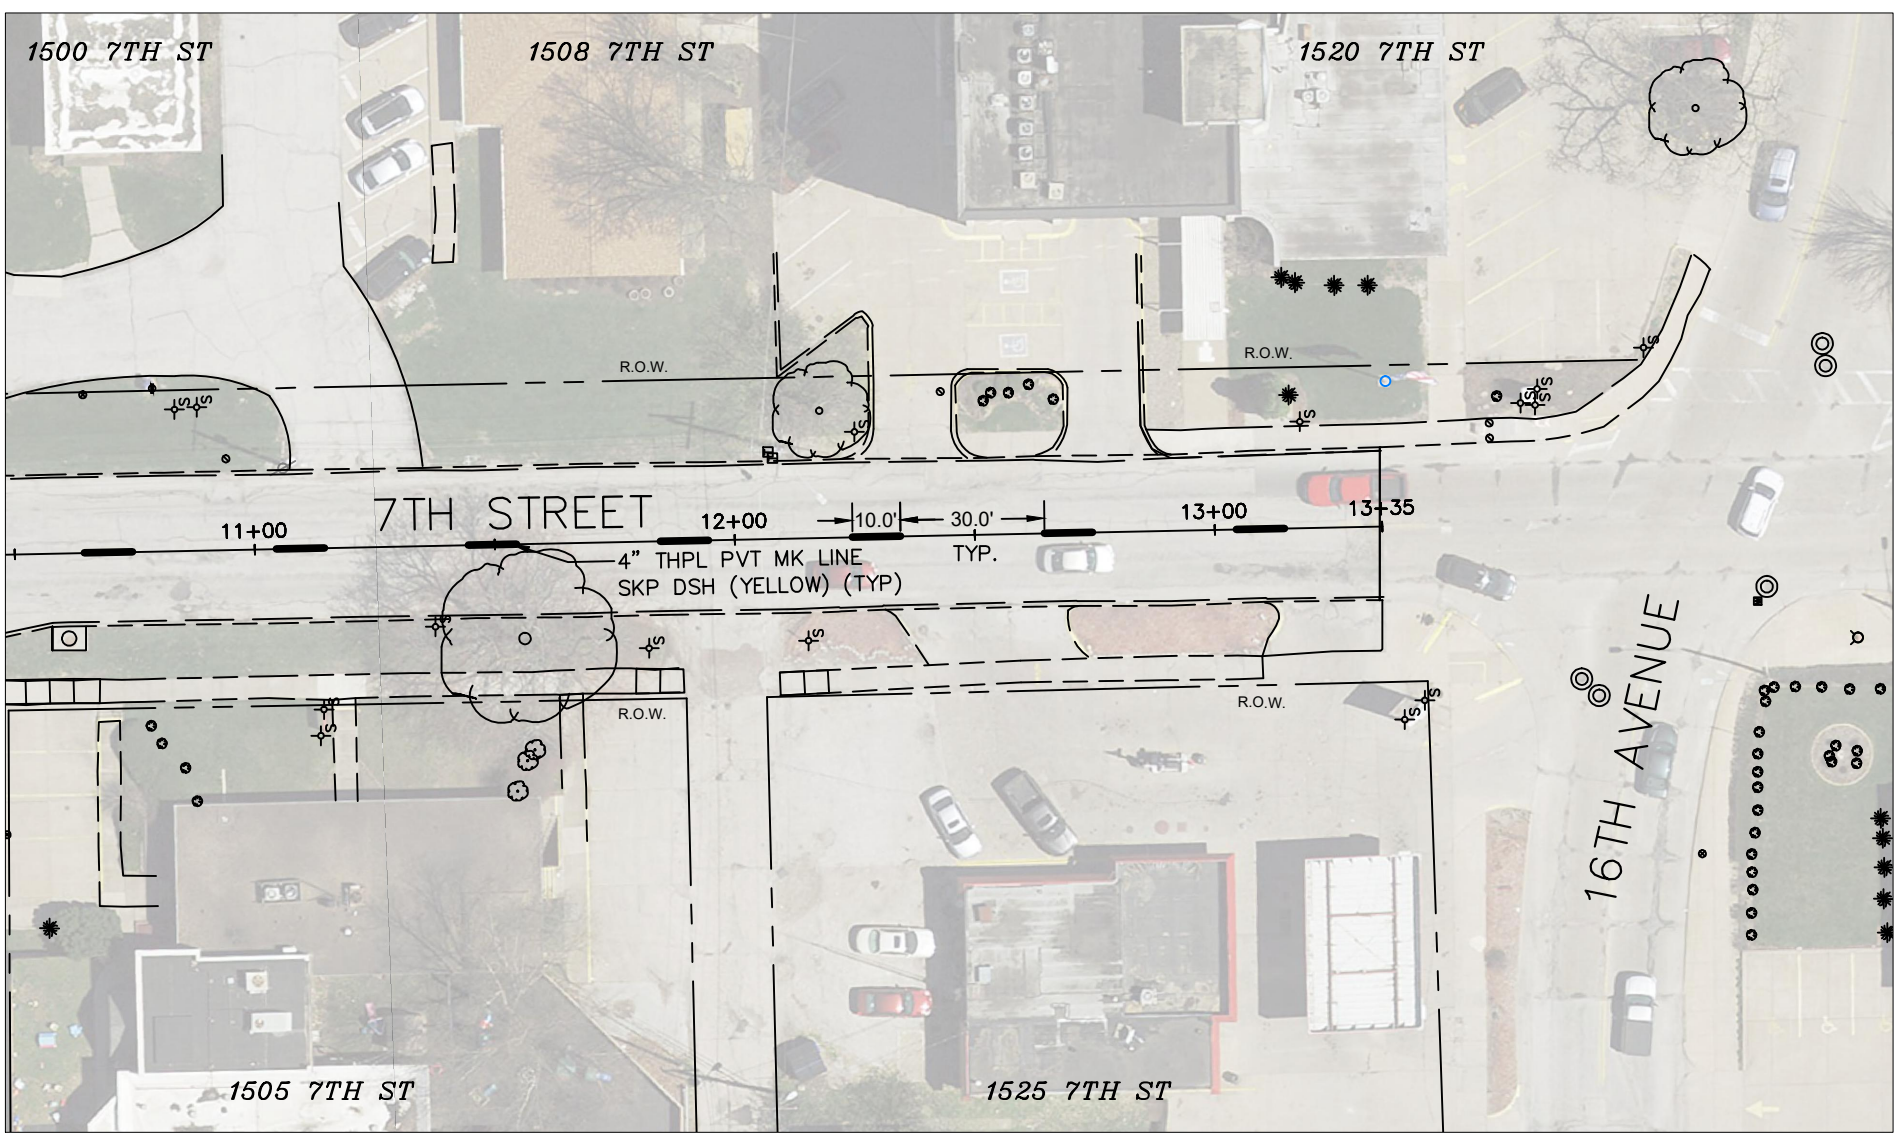 1500 7TH ST
1508 7TH ST
1520 7TH ST
R.O.W.
R.O.W.
S
S
S
S
S
S
S
S
7TH STREET
11+00
12+00
10.0'
30.0'
TYP.
13+00
13+35
4" THPL PVT MK LINE
SKP DSH (YELLOW) (TYP)
S
S
S
R.O.W.
R.O.W.
S
S
S
S
16TH AVENUE
1505 7TH ST
1525 7TH ST